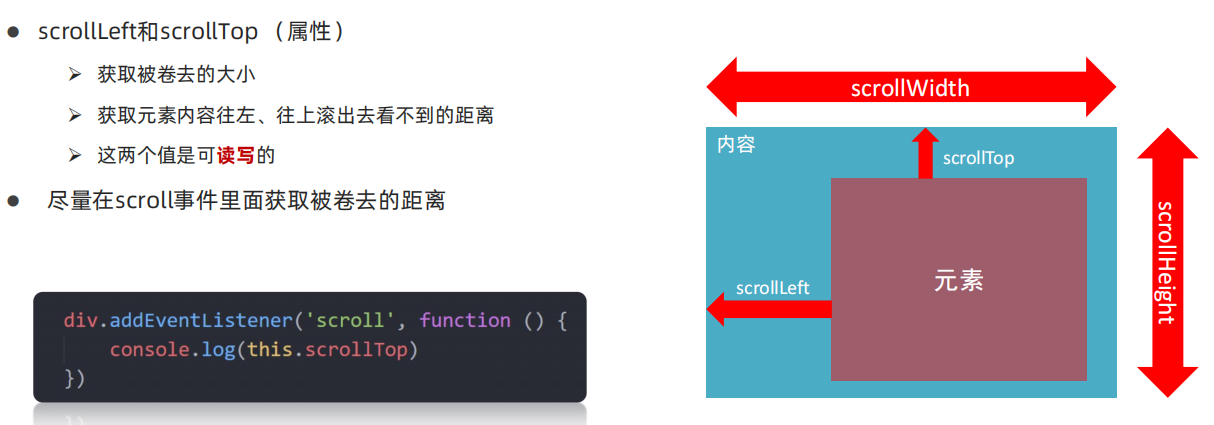 scrollLeft和scrollTop （属性）
获取被卷去的大小
获取元素内容往左、往上滚出去看不到的距离
这两个值是可读写的
尽量在scroll事件里面获取被卷去的距离
div.addEventListener('scroll', function () {
console.log(this.scrollTop)
})
scrollWidth
内容
scrollTop
scrollLeft
元素
scrollHeight